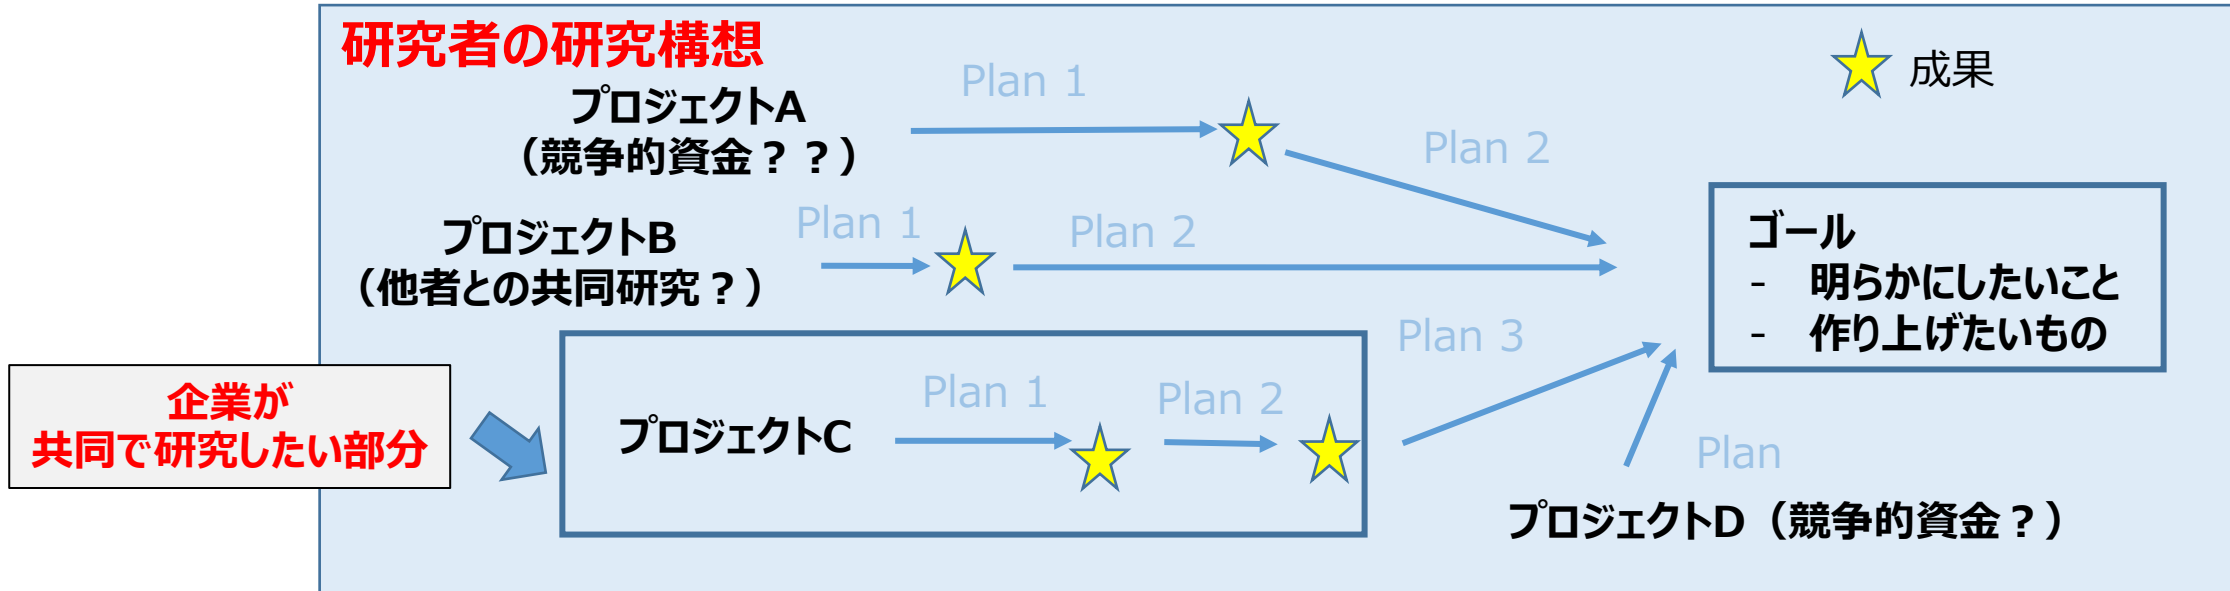 研究者の研究構想
成果
プロジェクトA
（競争的資金？？）
Plan 1
Plan 2
プロジェクトB
（他者との共同研究？）
Plan 1
Plan 2
ゴール
- 明らかにしたいこと
- 作り上げたいもの
企業が
共同で研究したい部分
プロジェクトC
Plan 1
Plan 2
Plan 3
Plan
プロジェクトD（競争的資金？）